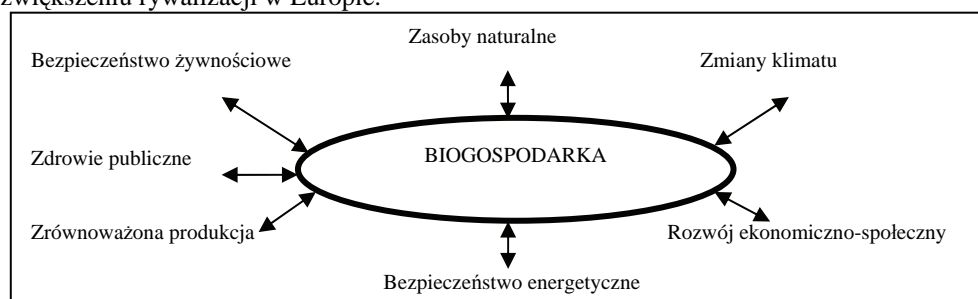 zwiększeniu rywalizacji w Europie.
Zasoby naturalne
Bezpieczeństwo żywnościowe
Zmiany klimatu
Zdrowie publiczne
BIOGOSPODARKA
Zrównoważona produkcja
Rozwój ekonomiczno-społeczny
Bezpieczeństwo energetyczne